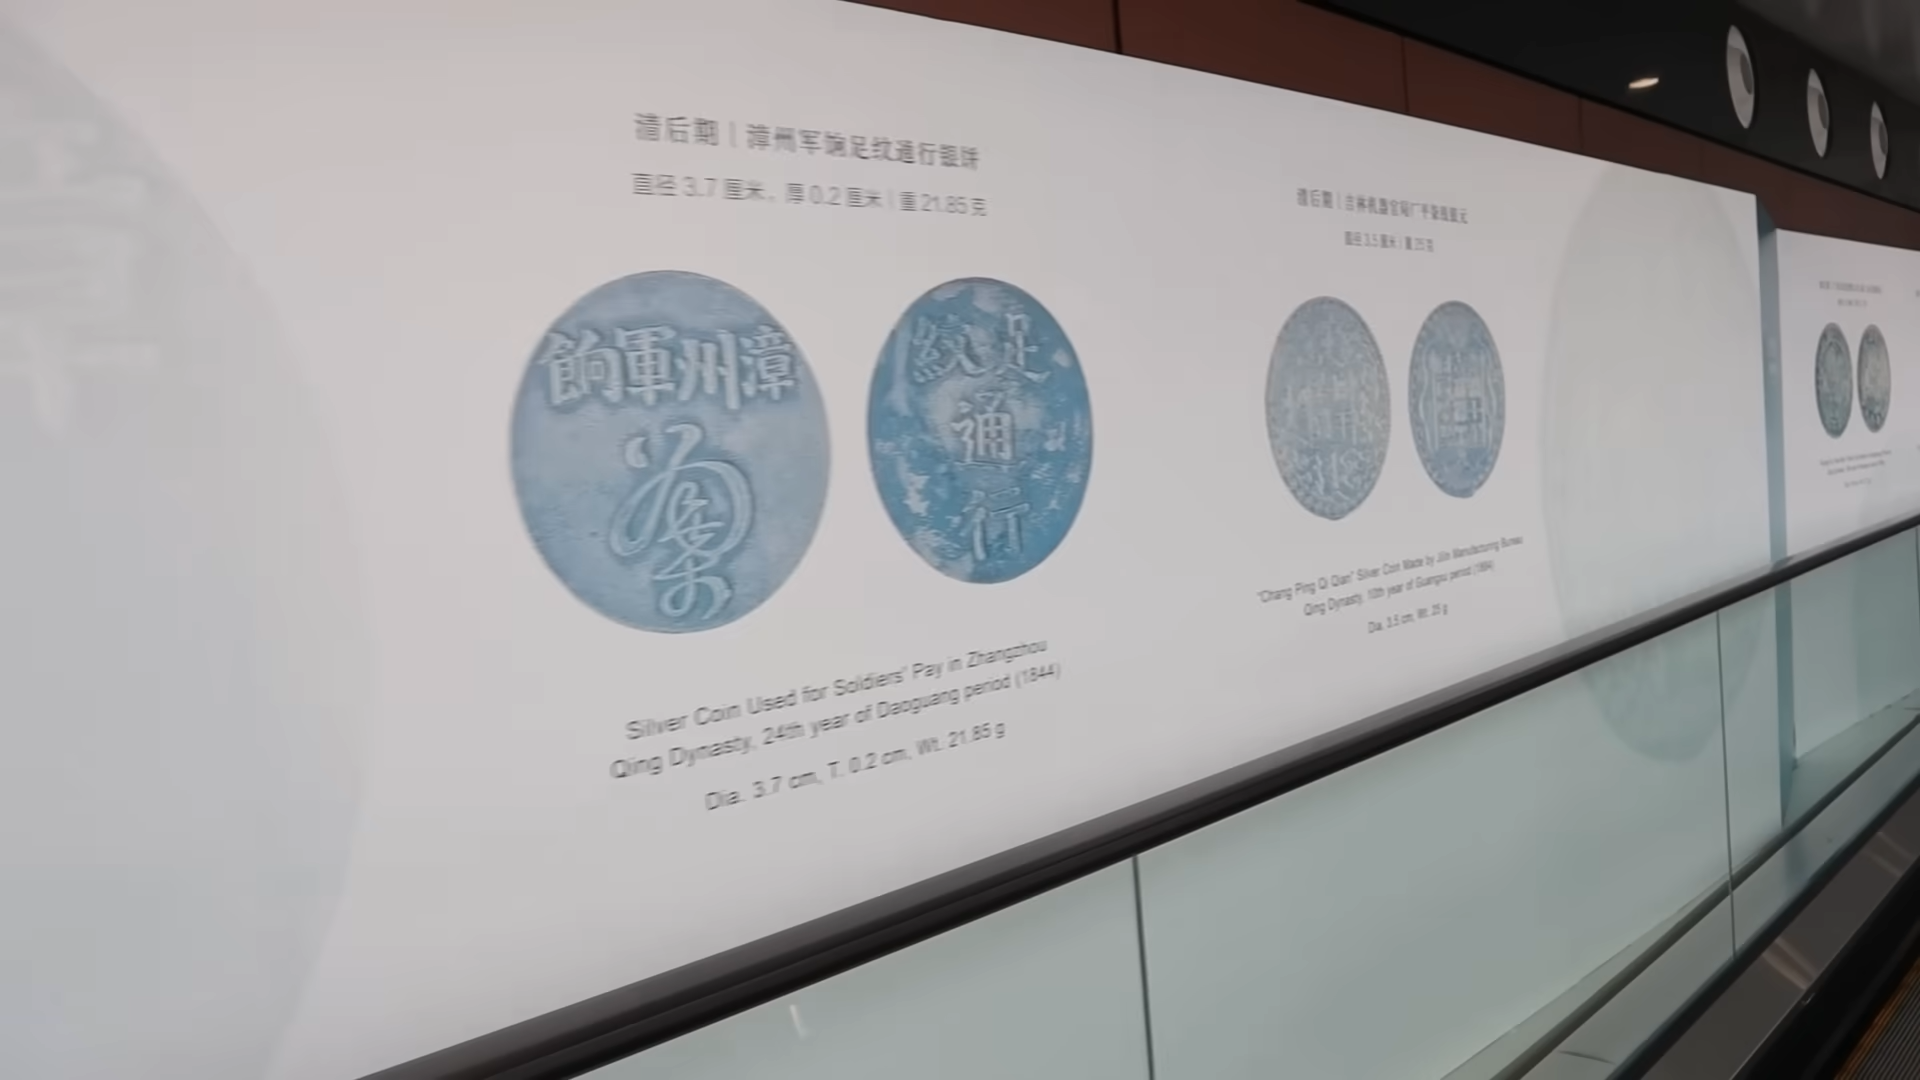 清后期 | 漳州军饷足纹通行银饼
直径 3.7 厘米，厚 0.2 厘米 | 重 21.85 克
餉軍州漳
紋足
通
行
Silver Coin Used for Soldiers' Pay in Zhangzhou
Qing Dynasty, 24th year of Daoguang period (1844)
Dia. 3.7 cm, T. 0.2 cm, Wt. 21.85 g
清后期 | 吉林机器官局厂平柒钱银元
直径 3.5 厘米 | 重 25 克
"Chang Ping Qi Qian" Silver Coin Made by Jilin Manufacturing Bureau
Qing Dynasty, 10th year of Guangxu period (1884)
Dia. 3.5 cm, Wt. 25 g